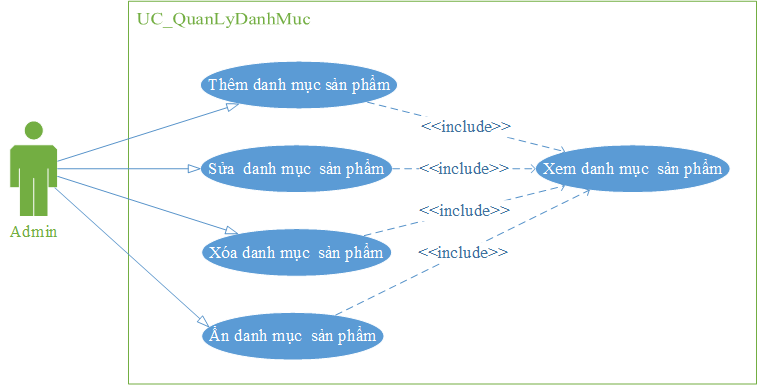 UC_QuanLyDanhMuc
Thêm danh mục sản phẩm
<<include>>
Sửa danh mục sản phẩm
<<include>>
Xem danh mục sản phẩm
<<include>>
Admin
Xóa danh mục sản phẩm
<<include>>
Ẩn danh mục sản phẩm